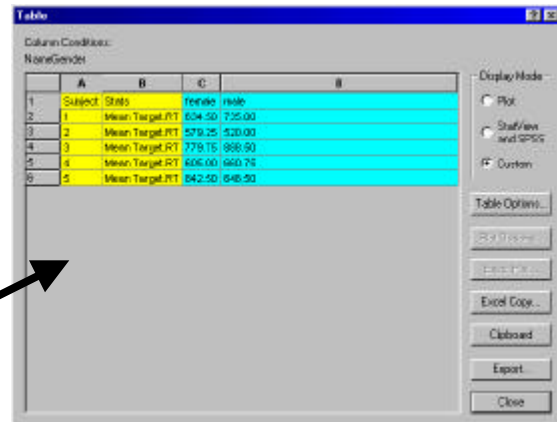 Table
Column Conditions:
NameGender
A B C
1 Subject Stats female male
2 1 Mean Target.RT 634.50 735.00
3 2 Mean Target.RT 579.25 520.00
4 3 Mean Target.RT 779.75 888.50
5 4 Mean Target.RT 606.00 660.75
6 5 Mean Target.RT 842.50 648.50
Display Mode
Plot
StatView
and SPSS
Custom
Table Options...
Excel Copy...
Clipboard
Export...
Close